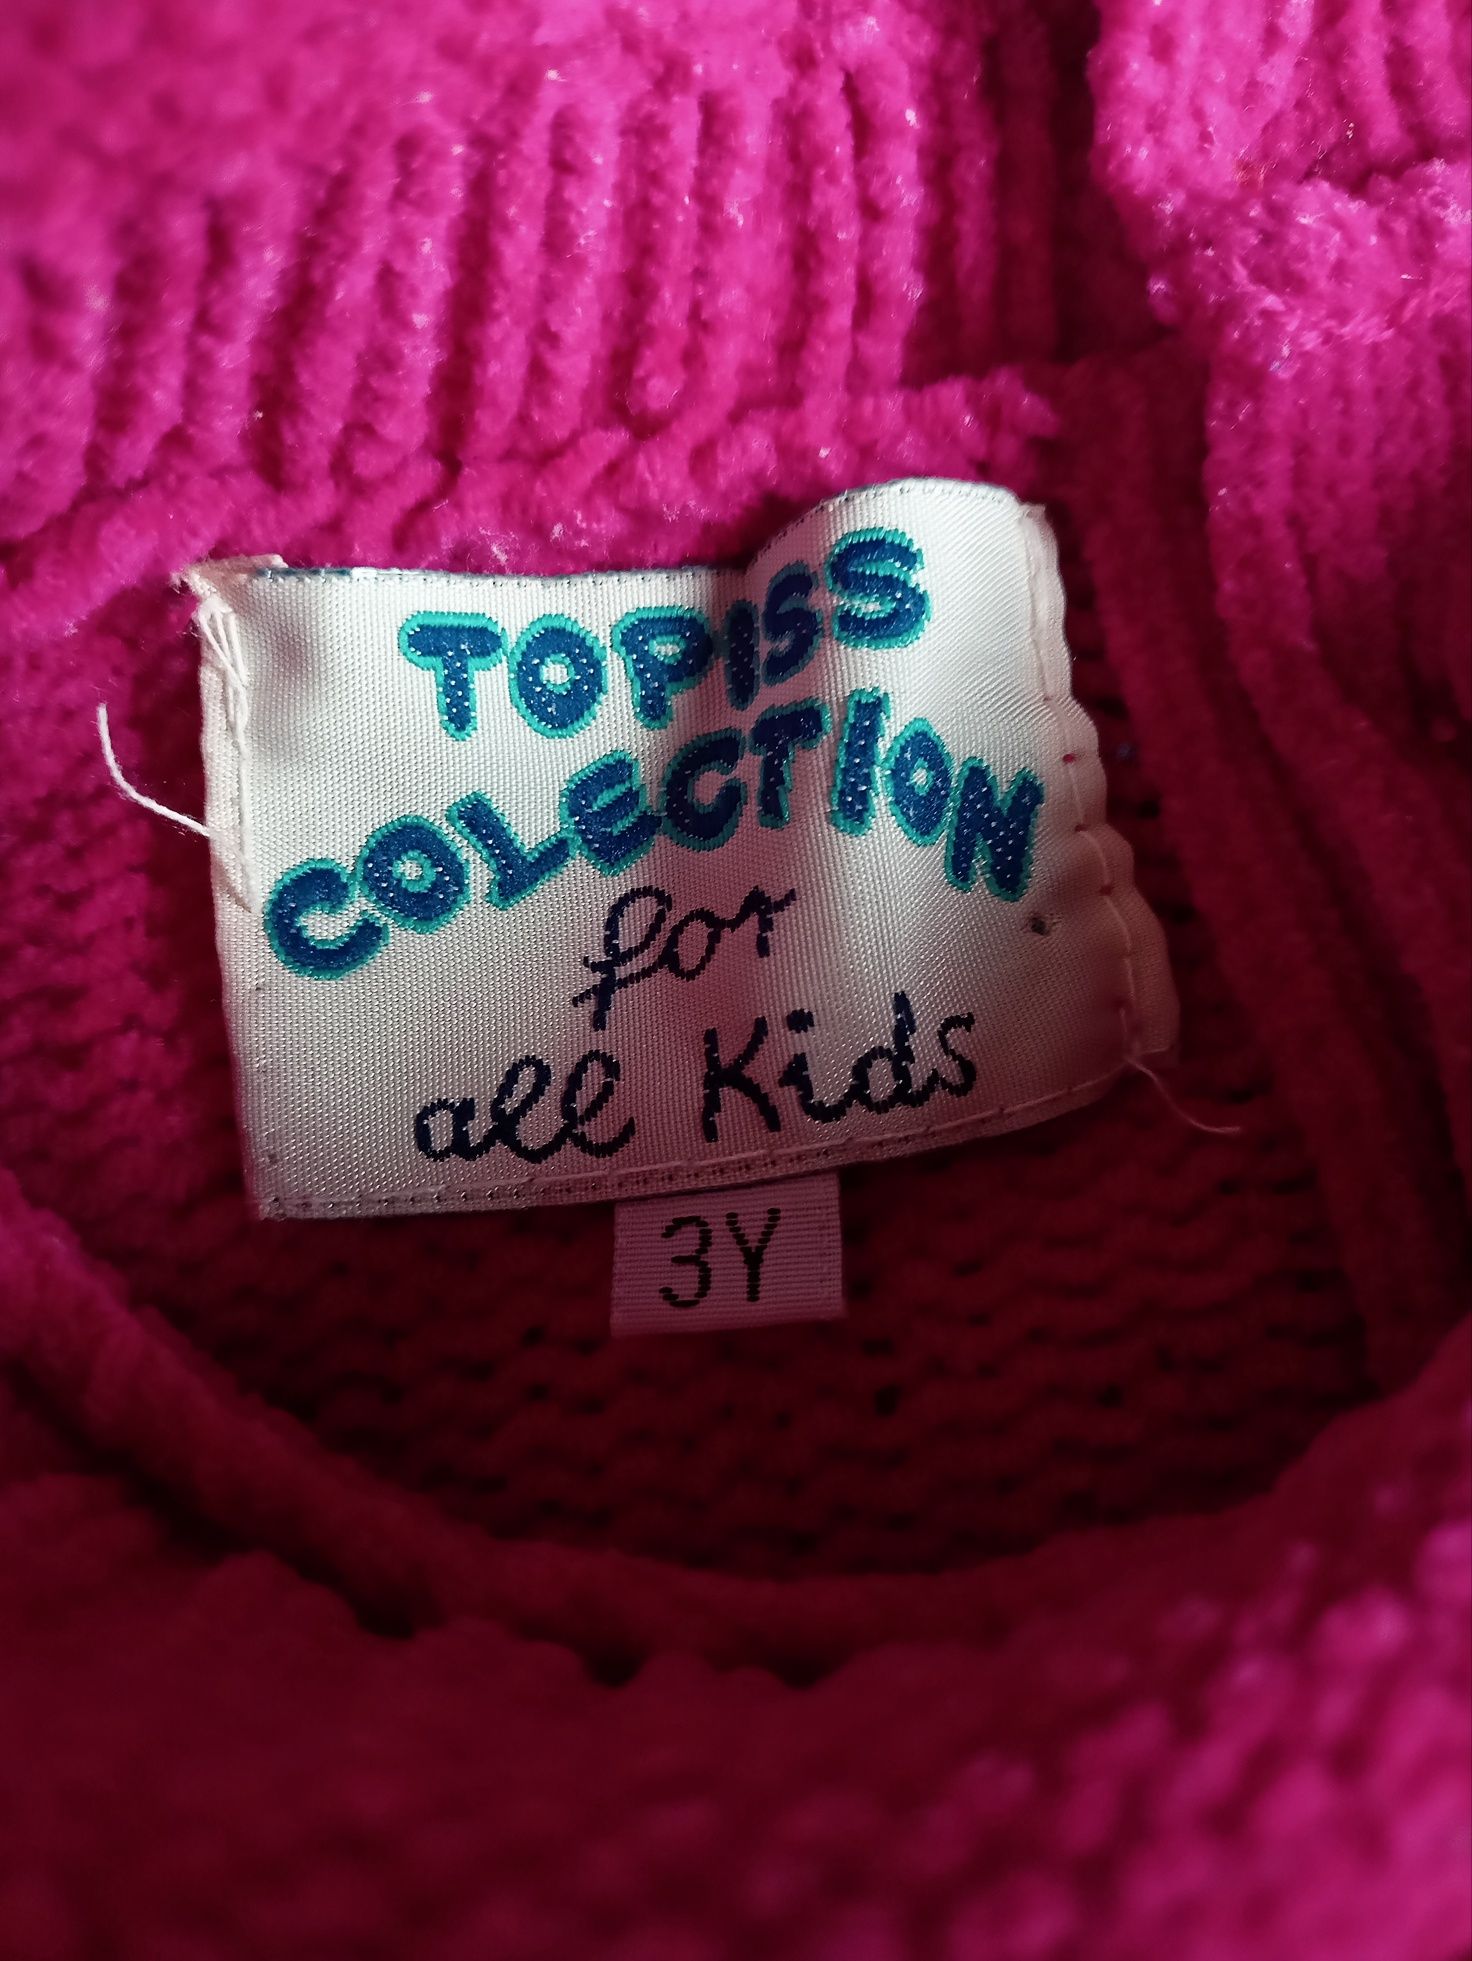 TOPISS
COLECTION
for
all Kids
3Y